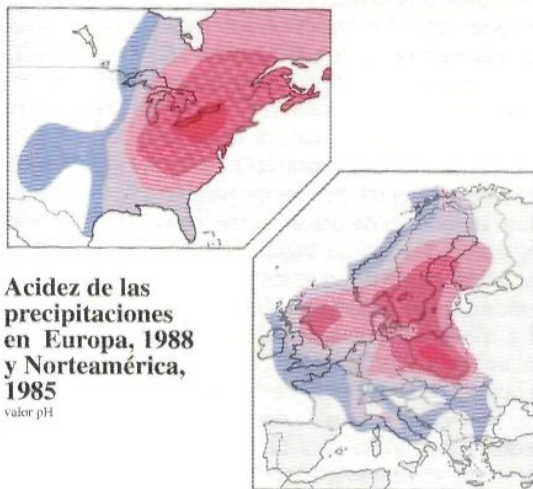 Acidez de las
precipitaciones
en Europa, 1988
y Norteamérica,
1985
valor pH